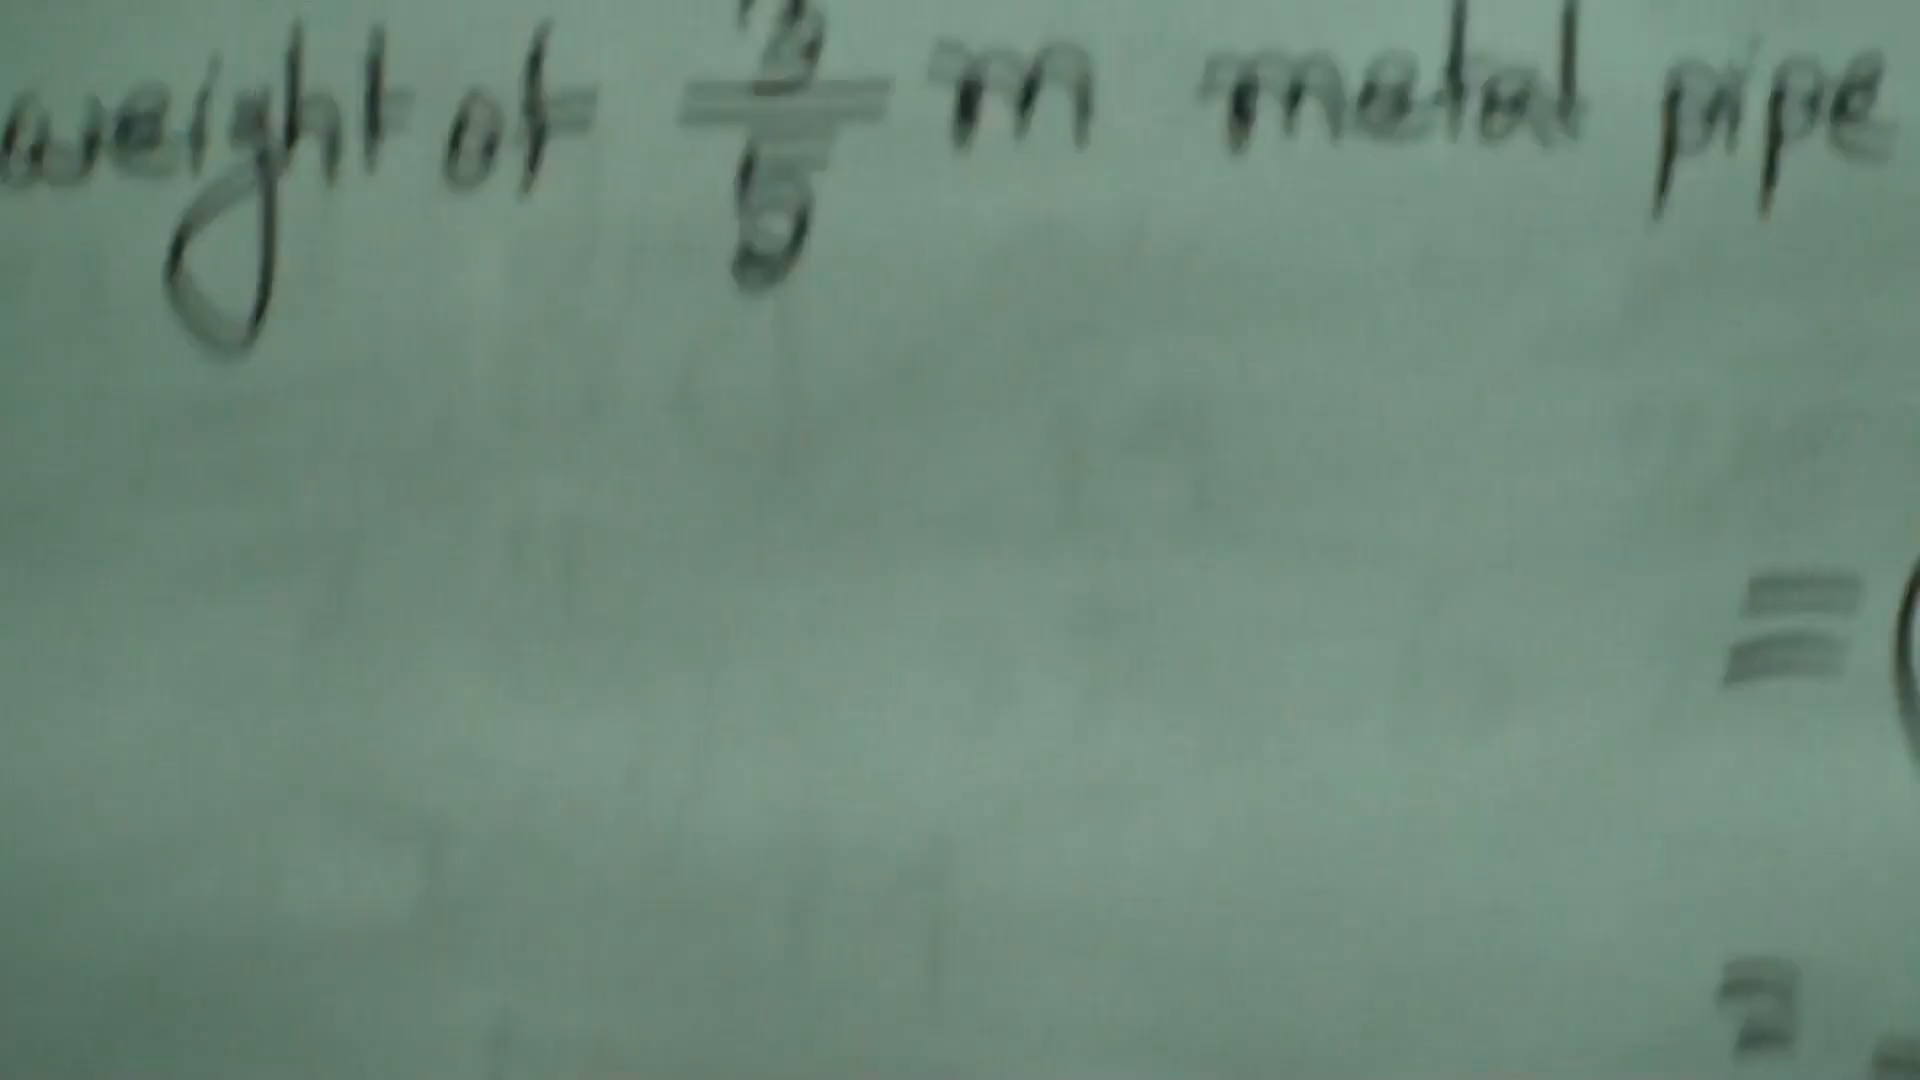 weight of 3/5 m metal pipe
= (
=